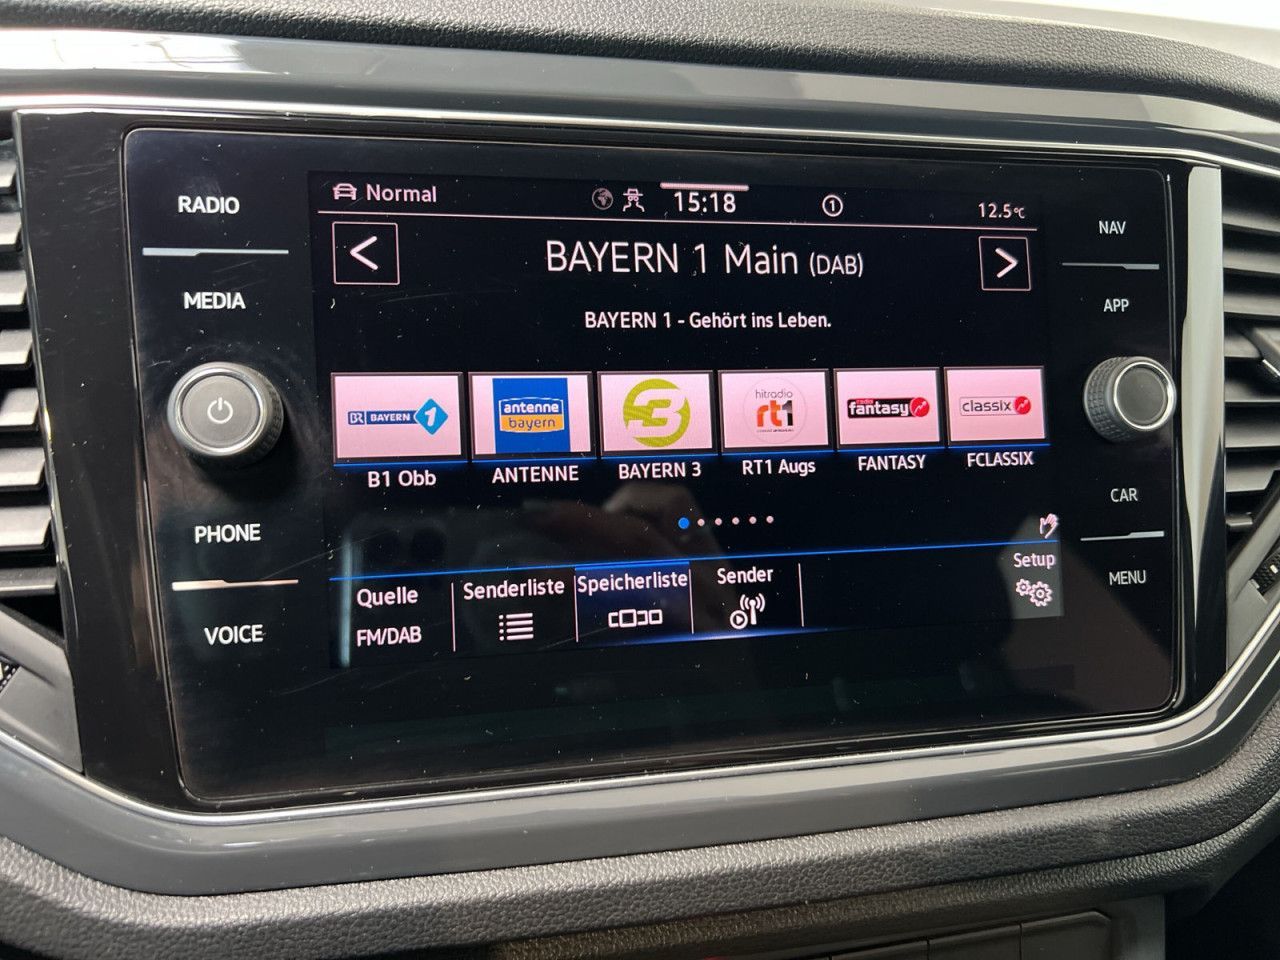 RADIO
MEDIA
PHONE
VOICE
Normal
15:18
1
12.5°C
BAYERN 1 Main (DAB)
BAYERN 1 - Gehört ins Leben.
BR BAYERN 1
antenne
bayern
3
hitradio
rt1
radio
fantasy
classix
B1 Obb
ANTENNE
BAYERN 3
RT1 Augs
FANTASY
FCLASSIX
Quelle
FM/DAB
Senderliste
Speicherliste
Sender
Setup
NAV
APP
CAR
MENU